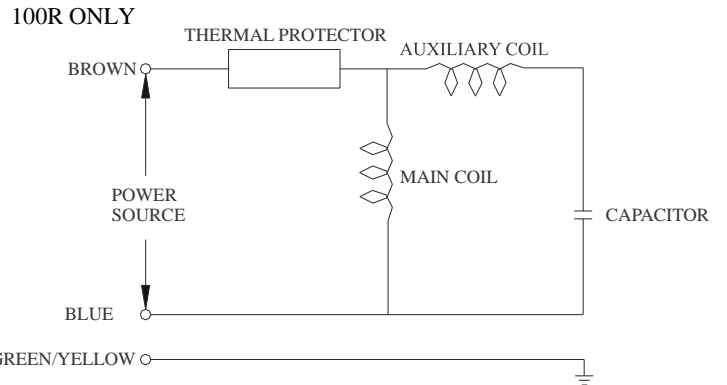 100R ONLY
THERMAL PROTECTOR
AUXILIARY COIL
BROWN
MAIN COIL
POWER
SOURCE
CAPACITOR
BLUE
GREEN/YELLOW